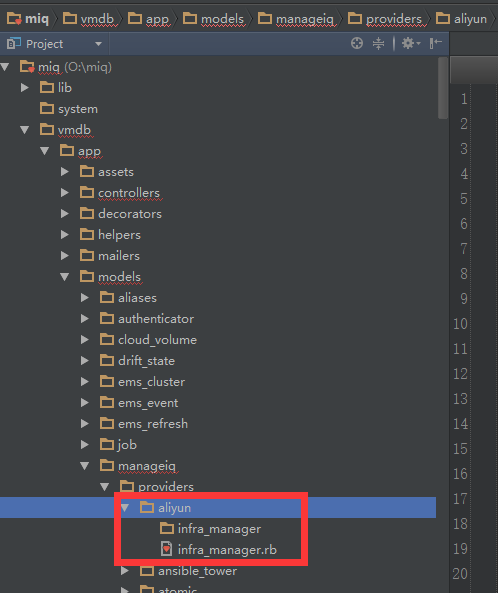 miq vmdb app models manageiq providers aliyun
Project
miq (O:\miq)
lib
system
vmdb
app
assets
controllers
decorators
helpers
mailers
models
aliases
authenticator
cloud_volume
drift_state
ems_cluster
ems_event
ems_refresh
job
manageiq
providers
aliyun
infra_manager
infra_manager.rb
ansible_tower
atomic
1
2
3
4
5
6
7
8
9
10
11
12
13
14
15
16
17
18
19
20